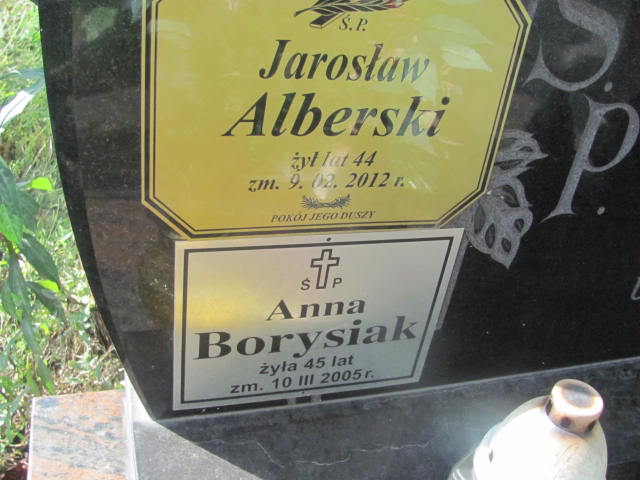 Ś.P.
Jarosław
Alberski
żył lat 44
zm. 9. 02. 2012 r.
POKÓJ JEGO DUSZY
Ś P
Anna
Borysiak
żyła 45 lat
zm. 10 III 2005 r.
Ś.
P.